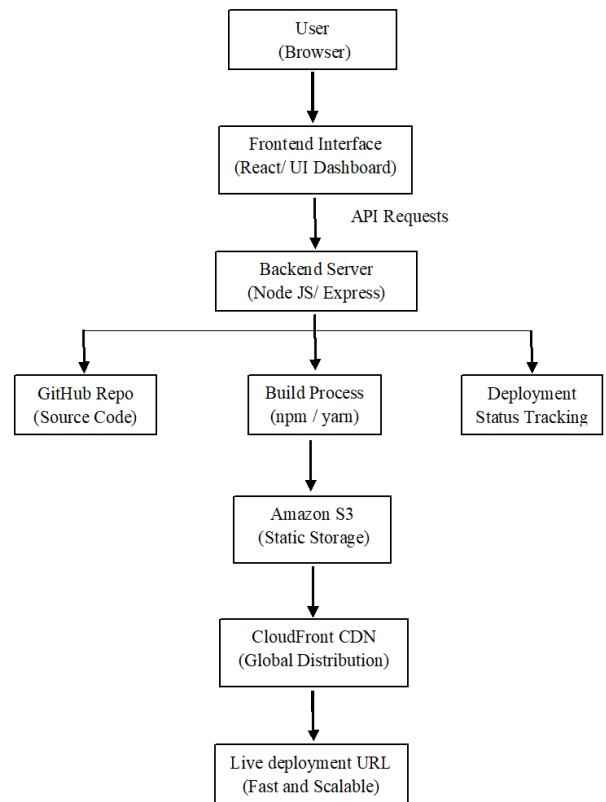 User
(Browser)
Frontend Interface
(React/ UI Dashboard)
API Requests
Backend Server
(Node JS/ Express)
GitHub Repo
(Source Code)
Build Process
(npm / yarn)
Deployment
Status Tracking
Amazon S3
(Static Storage)
CloudFront CDN
(Global Distribution)
Live deployment URL
(Fast and Scalable)